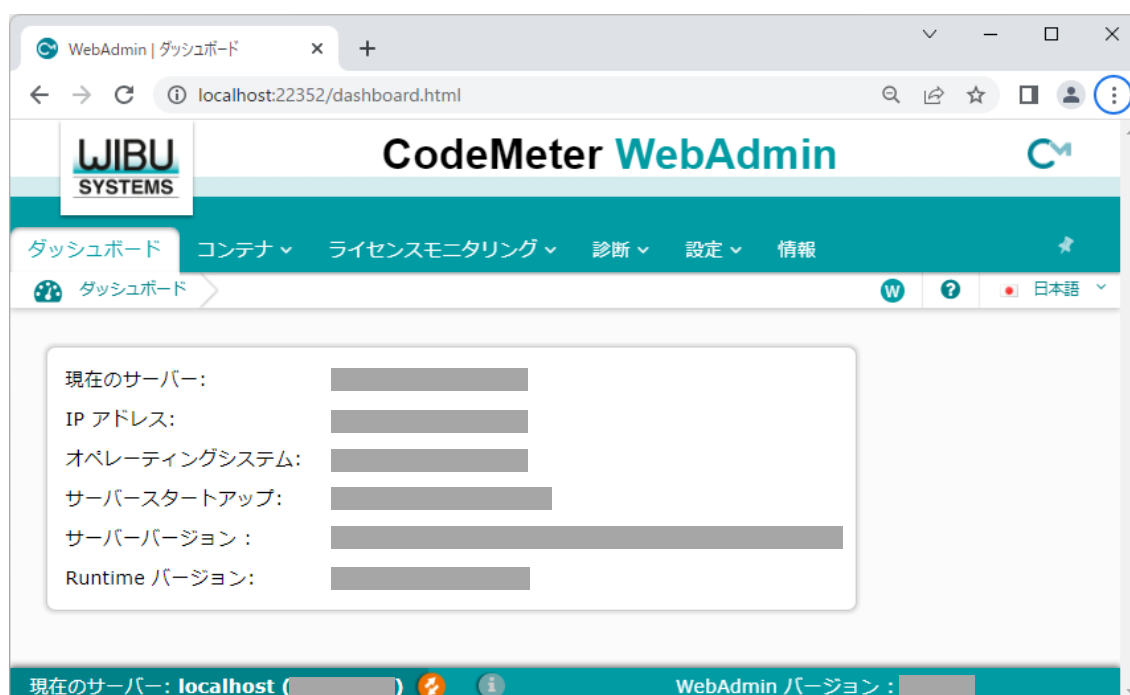 WebAdmin | ダッシュボード
localhost:22352/dashboard.html
WIBU
SYSTEMS
CodeMeter WebAdmin
CM
ダッシュボード コンテナ ライセンスモニタリング 診断 設定 情報
ダッシュボード W ? 日本語
現在のサーバー:
IP アドレス:
オペレーティングシステム:
サーバースタートアップ:
サーバーバージョン :
Runtime バージョン:
現在のサーバー: localhost ( ) i WebAdmin バージョン :